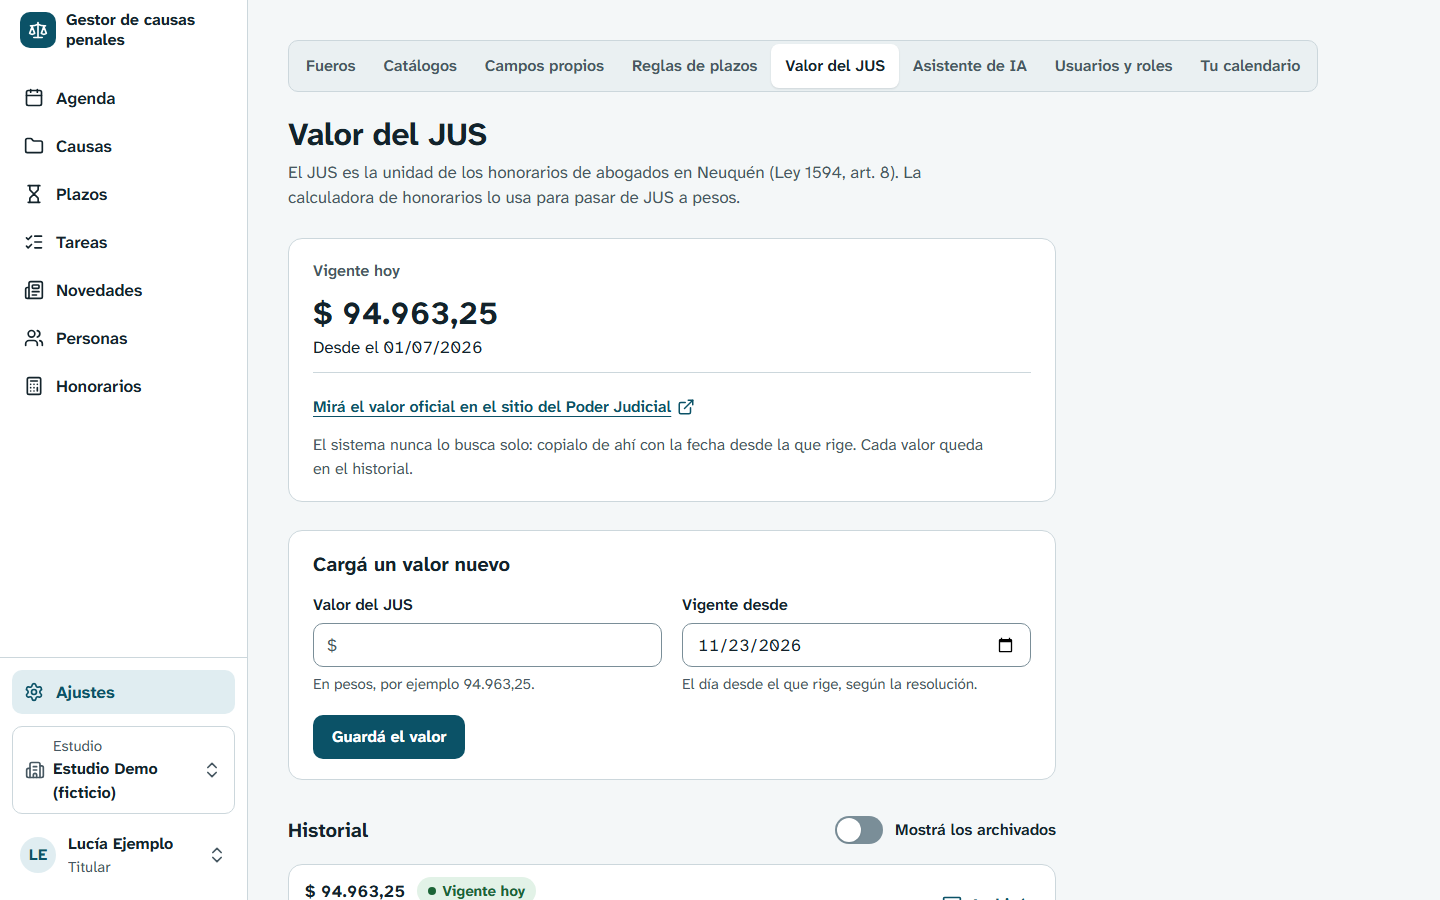 Gestor de causas
penales
Agenda
Causas
Plazos
Tareas
Novedades
Personas
Honorarios
Ajustes
Estudio
Estudio Demo
(ficticio)
LE
Lucía Ejemplo
Titular
Fueros
Catálogos
Campos propios
Reglas de plazos
Valor del JUS
Asistente de IA
Usuarios y roles
Tu calendario
Valor del JUS
El JUS es la unidad de los honorarios de abogados en Neuquén (Ley 1594, art. 8). La
calculadora de honorarios lo usa para pasar de JUS a pesos.
Vigente hoy
$ 94.963,25
Desde el 01/07/2026
Mirá el valor oficial en el sitio del Poder Judicial
El sistema nunca lo busca solo: copialo de ahí con la fecha desde la que rige. Cada valor queda
en el historial.
Cargá un valor nuevo
Valor del JUS
$
En pesos, por ejemplo 94.963,25.
Vigente desde
11/23/2026
El día desde el que rige, según la resolución.
Guardá el valor
Historial
Mostrá los archivados
$ 94.963,25
Vigente hoy